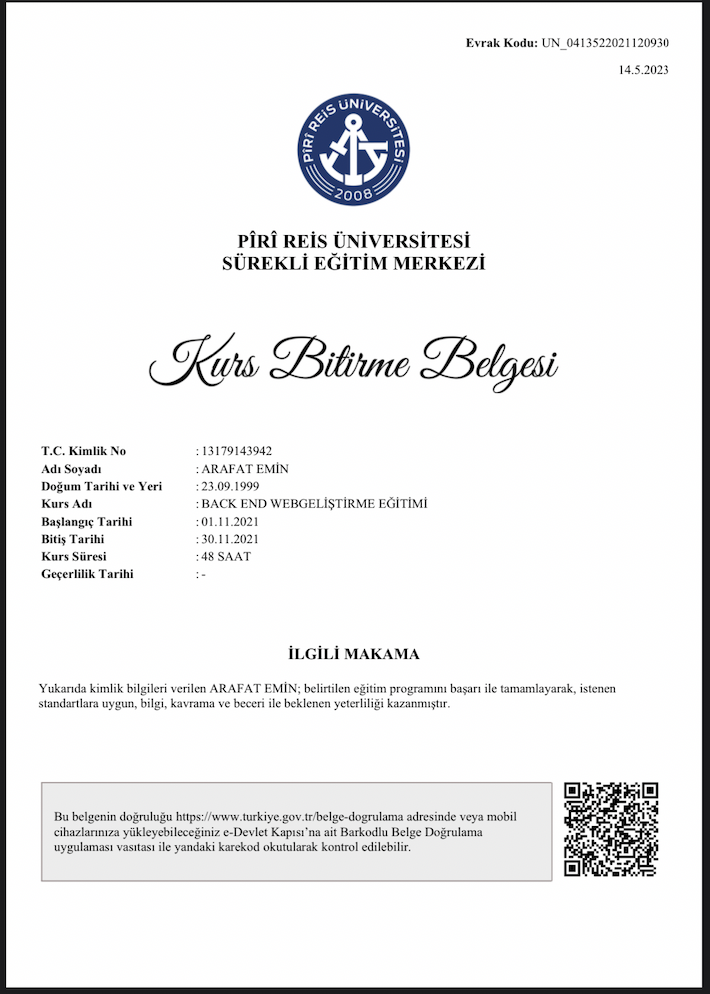 Evrak Kodu: UN_0413522021120930
14.5.2023
PÎRÎ REİS ÜNİVERSİTESİ
2008
PÎRÎ REİS ÜNİVERSİTESİ
SÜREKLİ EĞİTİM MERKEZİ
Kurs Bitirme Belgesi
T.C. Kimlik No : 13179143942
Adı Soyadı : ARAFAT EMİN
Doğum Tarihi ve Yeri : 23.09.1999
Kurs Adı : BACK END WEBGELİŞTİRME EĞİTİMİ
Başlangıç Tarihi : 01.11.2021
Bitiş Tarihi : 30.11.2021
Kurs Süresi : 48 SAAT
Geçerlilik Tarihi : -
İLGİLİ MAKAMA
Yukarıda kimlik bilgileri verilen ARAFAT EMİN; belirtilen eğitim programını başarı ile tamamlayarak, istenen
standartlara uygun, bilgi, kavrama ve beceri ile beklenen yeterliliği kazanmıştır.
Bu belgenin doğruluğu https://www.turkiye.gov.tr/belge-dogrulama adresinde veya mobil
cihazlarınıza yükleyebileceğiniz e-Devlet Kapısı’na ait Barkodlu Belge Doğrulama
uygulaması vasıtası ile yandaki karekod okutularak kontrol edilebilir.